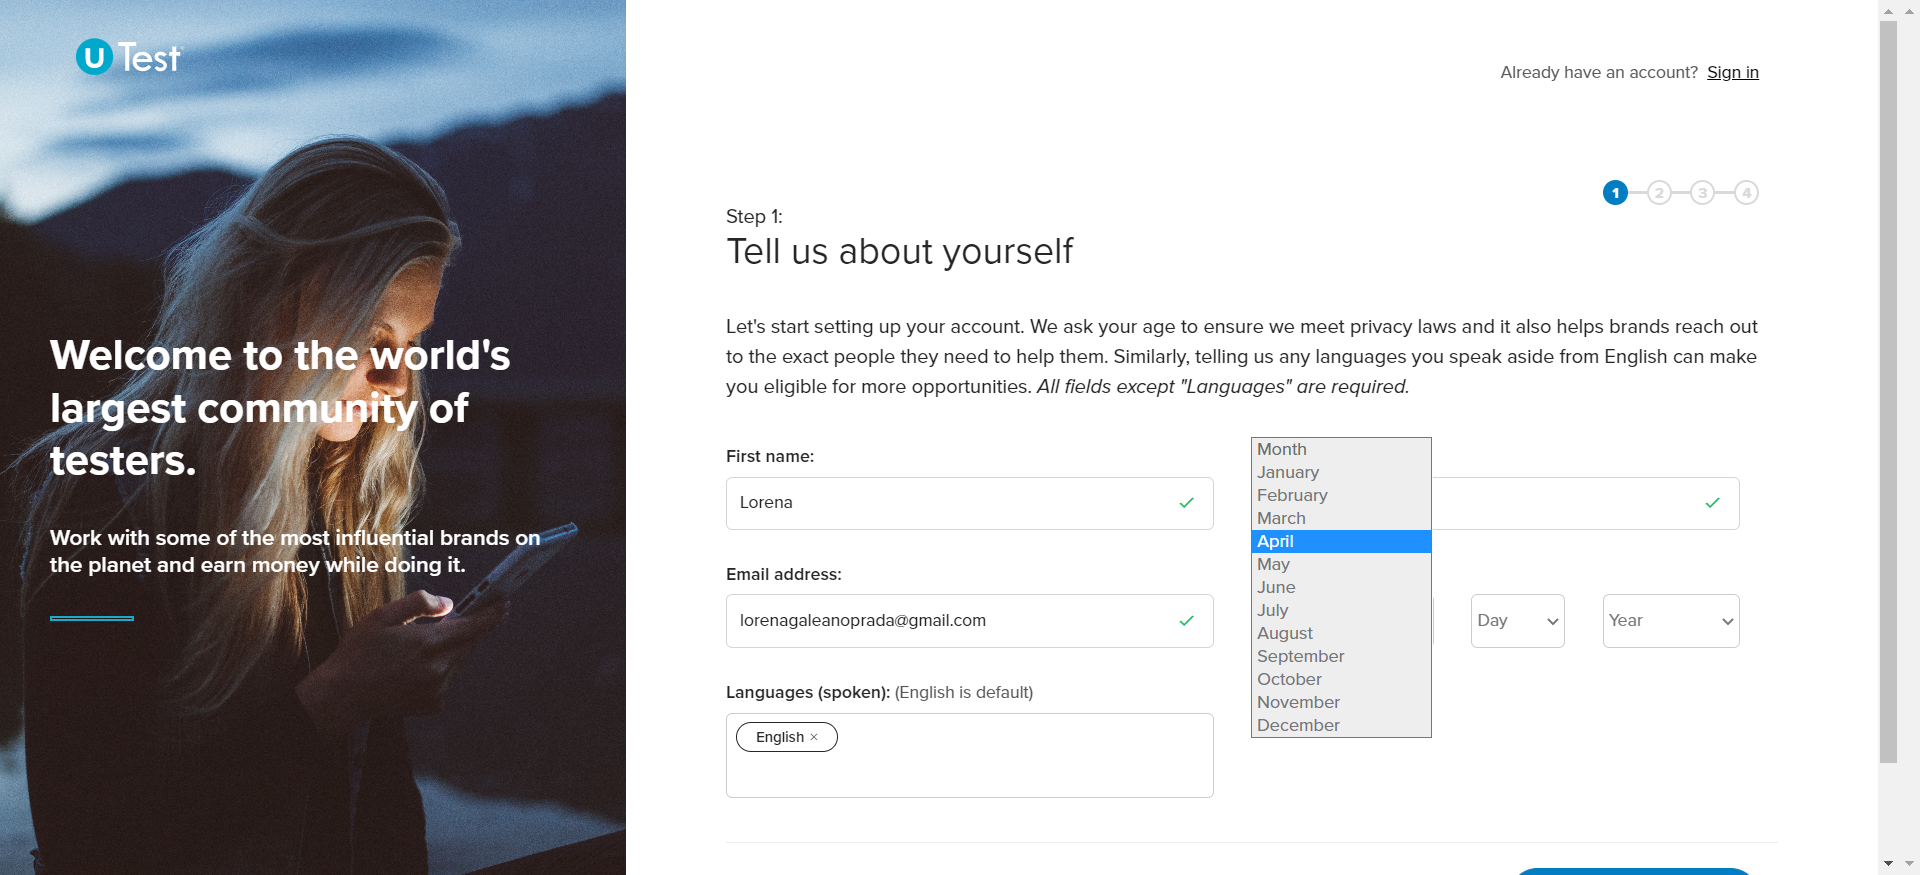 U Test
Welcome to the world's
largest community of
testers.
Work with some of the most influential brands on
the planet and earn money while doing it.
Already have an account? Sign in
1 2 3 4
Step 1:
Tell us about yourself
Let's start setting up your account. We ask your age to ensure we meet privacy laws and it also helps brands reach out
to the exact people they need to help them. Similarly, telling us any languages you speak aside from English can make
you eligible for more opportunities. All fields except "Languages" are required.
First name:
Lorena
Email address:
lorenagaleanoprada@gmail.com
Languages (spoken): (English is default)
English ×
Month
January
February
March
April
May
June
July
August
September
October
November
December
Day
Year